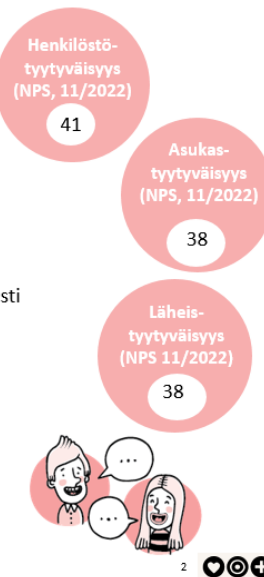 Henkilöstö-
tyytyväisyys
(NPS, 11/2022)
41
Asukas-
tyytyväisyys
(NPS, 11/2022)
38
sti
Läheis-
tyytyväisyys
(NPS 11/2022)
38
...
...
2